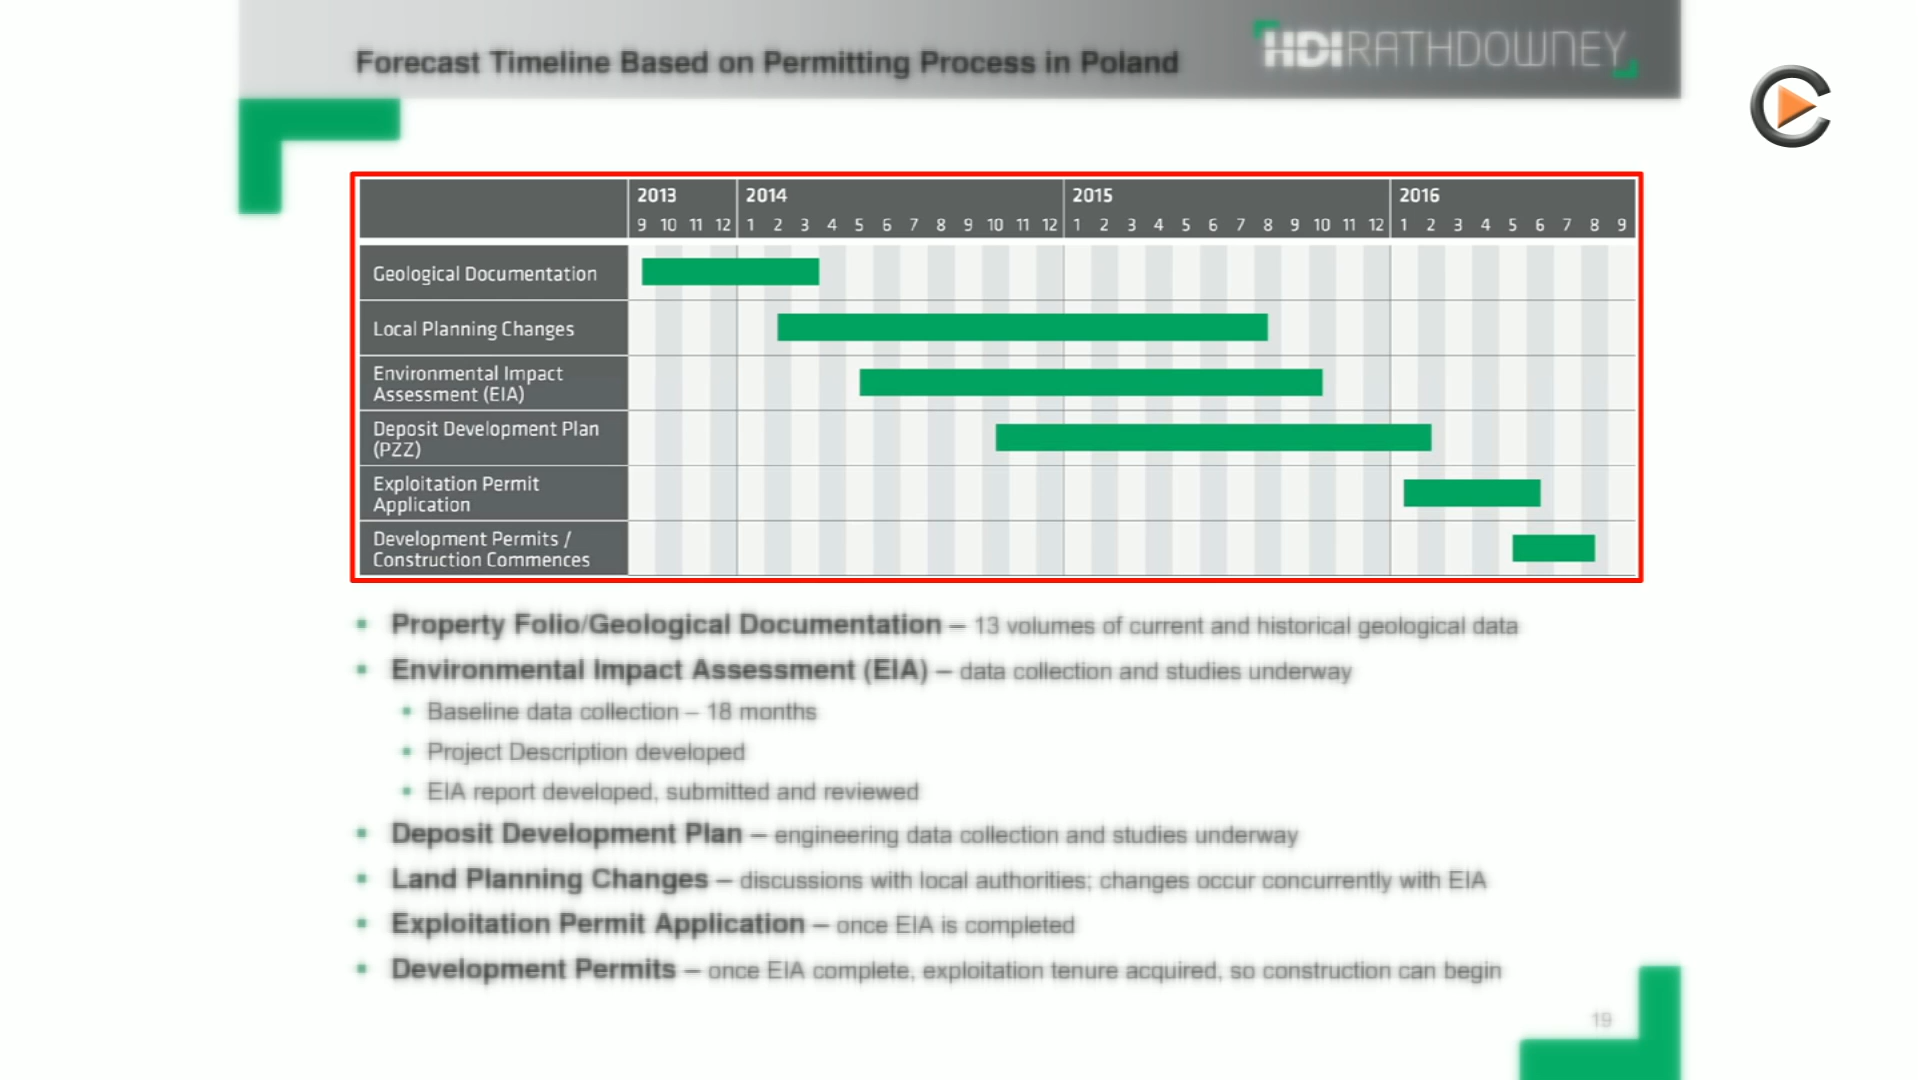 Forecast Timeline Based on Permitting Process in Poland
HDIRATHDOWNEY
2013 2014 2015 2016
9 10 11 12 1 2 3 4 5 6 7 8 9 10 11 12 1 2 3 4 5 6 7 8 9 10 11 12 1 2 3 4 5 6 7 8 9
Geological Documentation
Local Planning Changes
Environmental Impact
Assessment (EIA)
Deposit Development Plan
(PZZ)
Exploitation Permit
Application
Development Permits /
Construction Commences
Property Folio/Geological Documentation – 13 volumes of current and historical geological data
Environmental Impact Assessment (EIA) – data collection and studies underway
Baseline data collection – 18 months
Project Description developed
EIA report developed, submitted and reviewed
Deposit Development Plan – engineering data collection and studies underway
Land Planning Changes – discussions with local authorities; changes occur concurrently with EIA
Exploitation Permit Application – once EIA is completed
Development Permits – once EIA complete, exploitation tenure acquired, so construction can begin
19